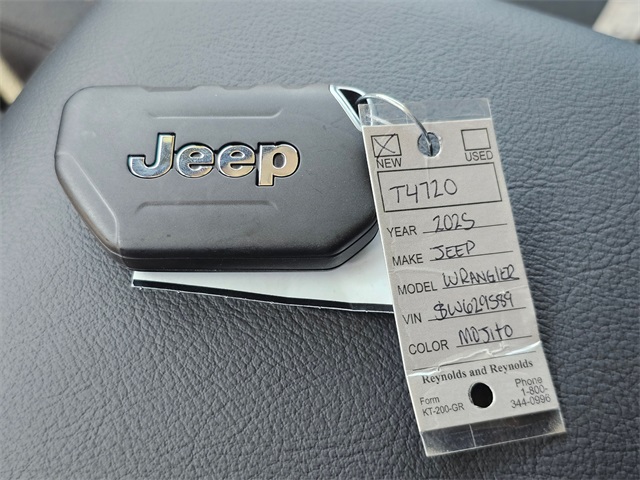 Jeep
NEW USED
T4720
YEAR 2025
MAKE JEEP
MODEL WRANGLER
VIN SW629589
COLOR MOJITO
Reynolds and Reynolds
Form
KT-200-GR
Phone
1-800-
344-0996